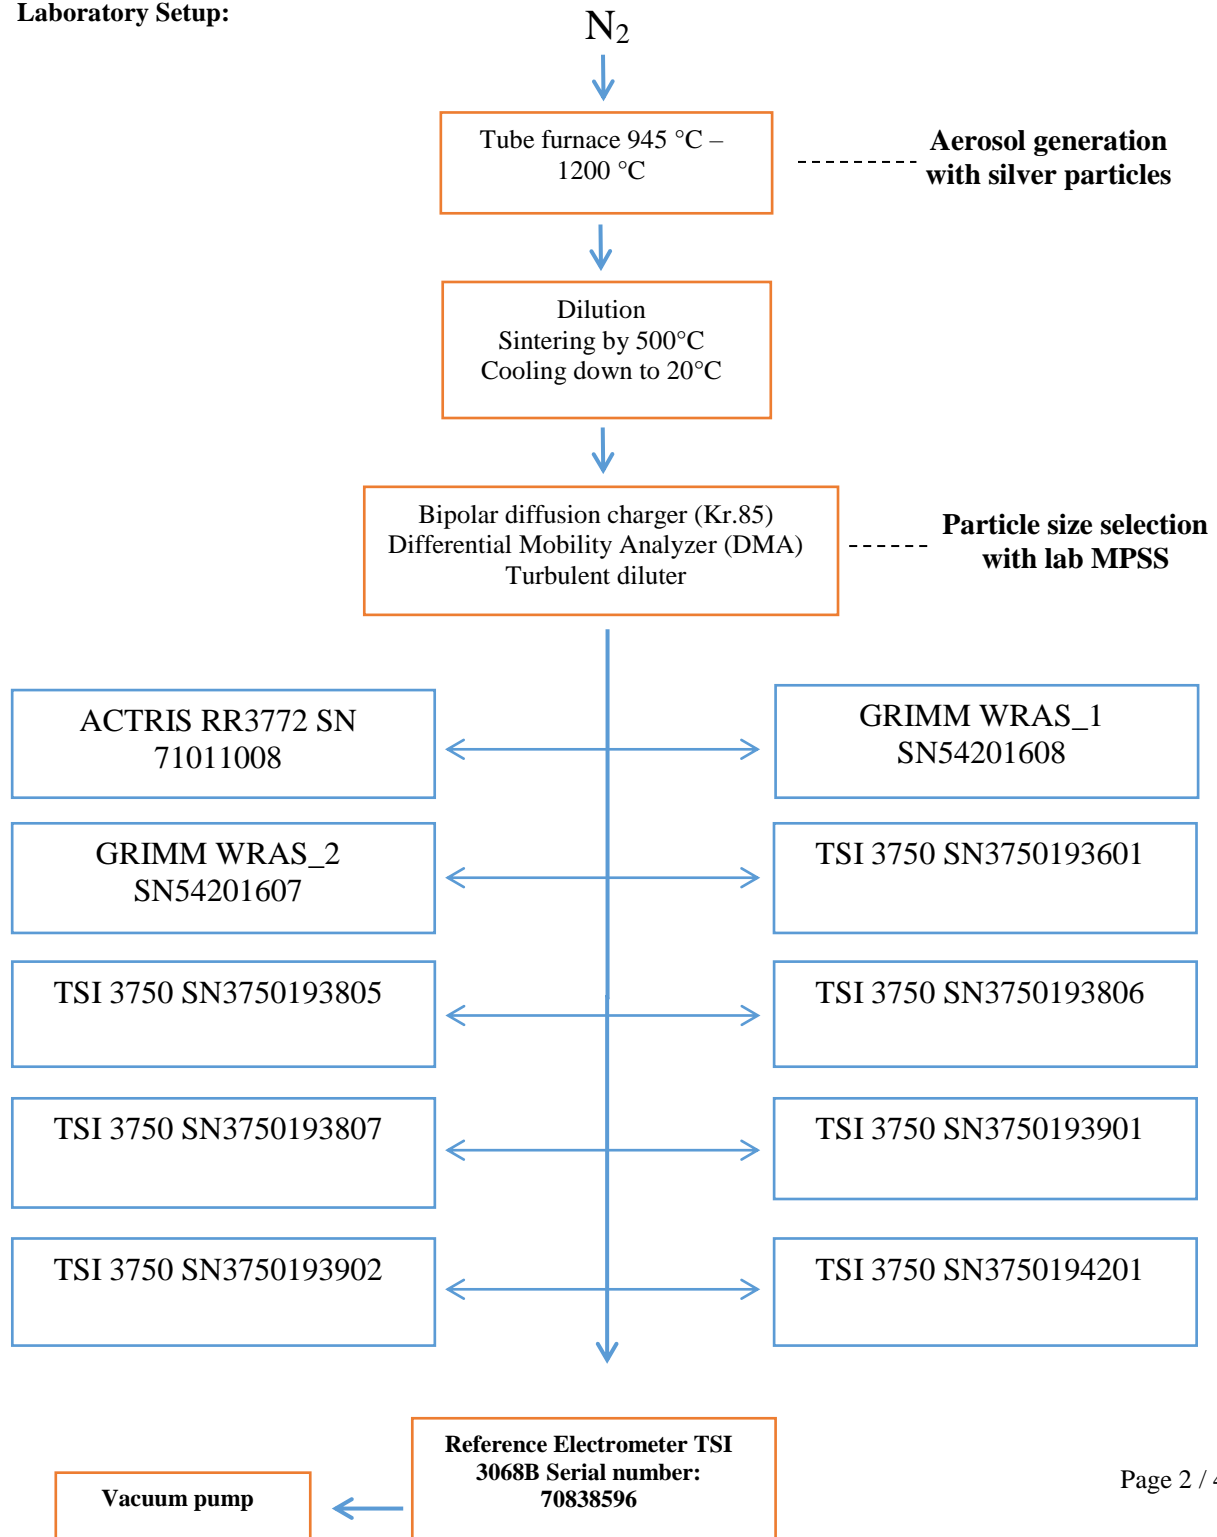 Laboratory Setup:
N₂
Tube furnace 945 °C –
1200 °C
Aerosol generation
with silver particles
Dilution
Sintering by 500°C
Cooling down to 20°C
Bipolar diffusion charger (Kr.85)
Differential Mobility Analyzer (DMA)
Turbulent diluter
Particle size selection
with lab MPSS
ACTRIS RR3772 SN
71011008
GRIMM WRAS_1
SN54201608
GRIMM WRAS_2
SN54201607
TSI 3750 SN3750193601
TSI 3750 SN3750193805
TSI 3750 SN3750193806
TSI 3750 SN3750193807
TSI 3750 SN3750193901
TSI 3750 SN3750193902
TSI 3750 SN3750194201
Reference Electrometer TSI
3068B Serial number:
70838596
Vacuum pump
Page 2 / 4